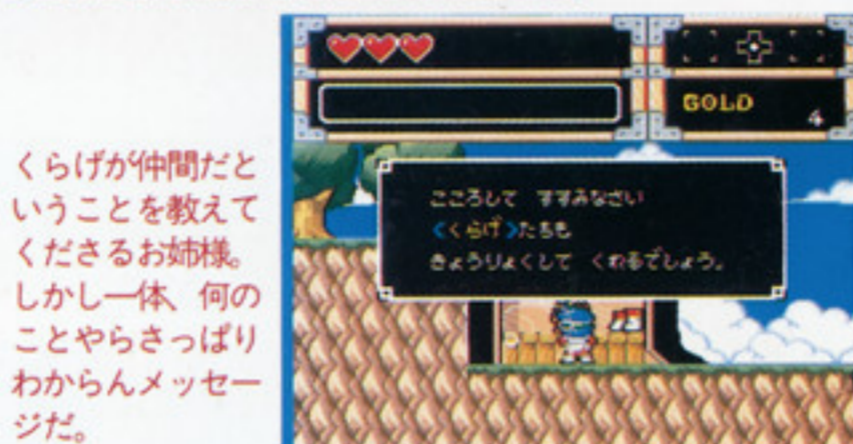 くらげが仲間だと
いうことを教えて
くださるお姉様。
しかし一体、何の
ことやらさっぱり
わからんメッセー
ジだ。
GOLD
4
こころして すすみなさい
<くらげ>たちも
きょうりょくして くれるでしょう。